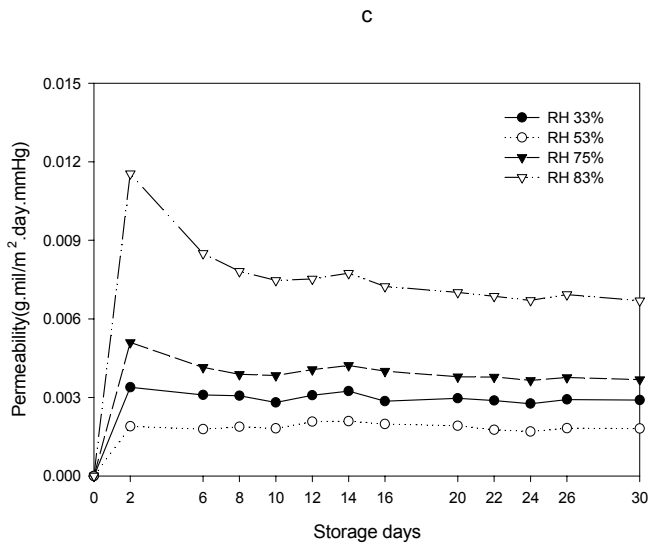 c
0.015
0.012
0.009
0.006
0.003
0.000
Permeability(g.mil/m².day.mmHg)
RH 33%
RH 53%
RH 75%
RH 83%
0 2 6 8 10 12 14 16 20 22 24 26 30
Storage days